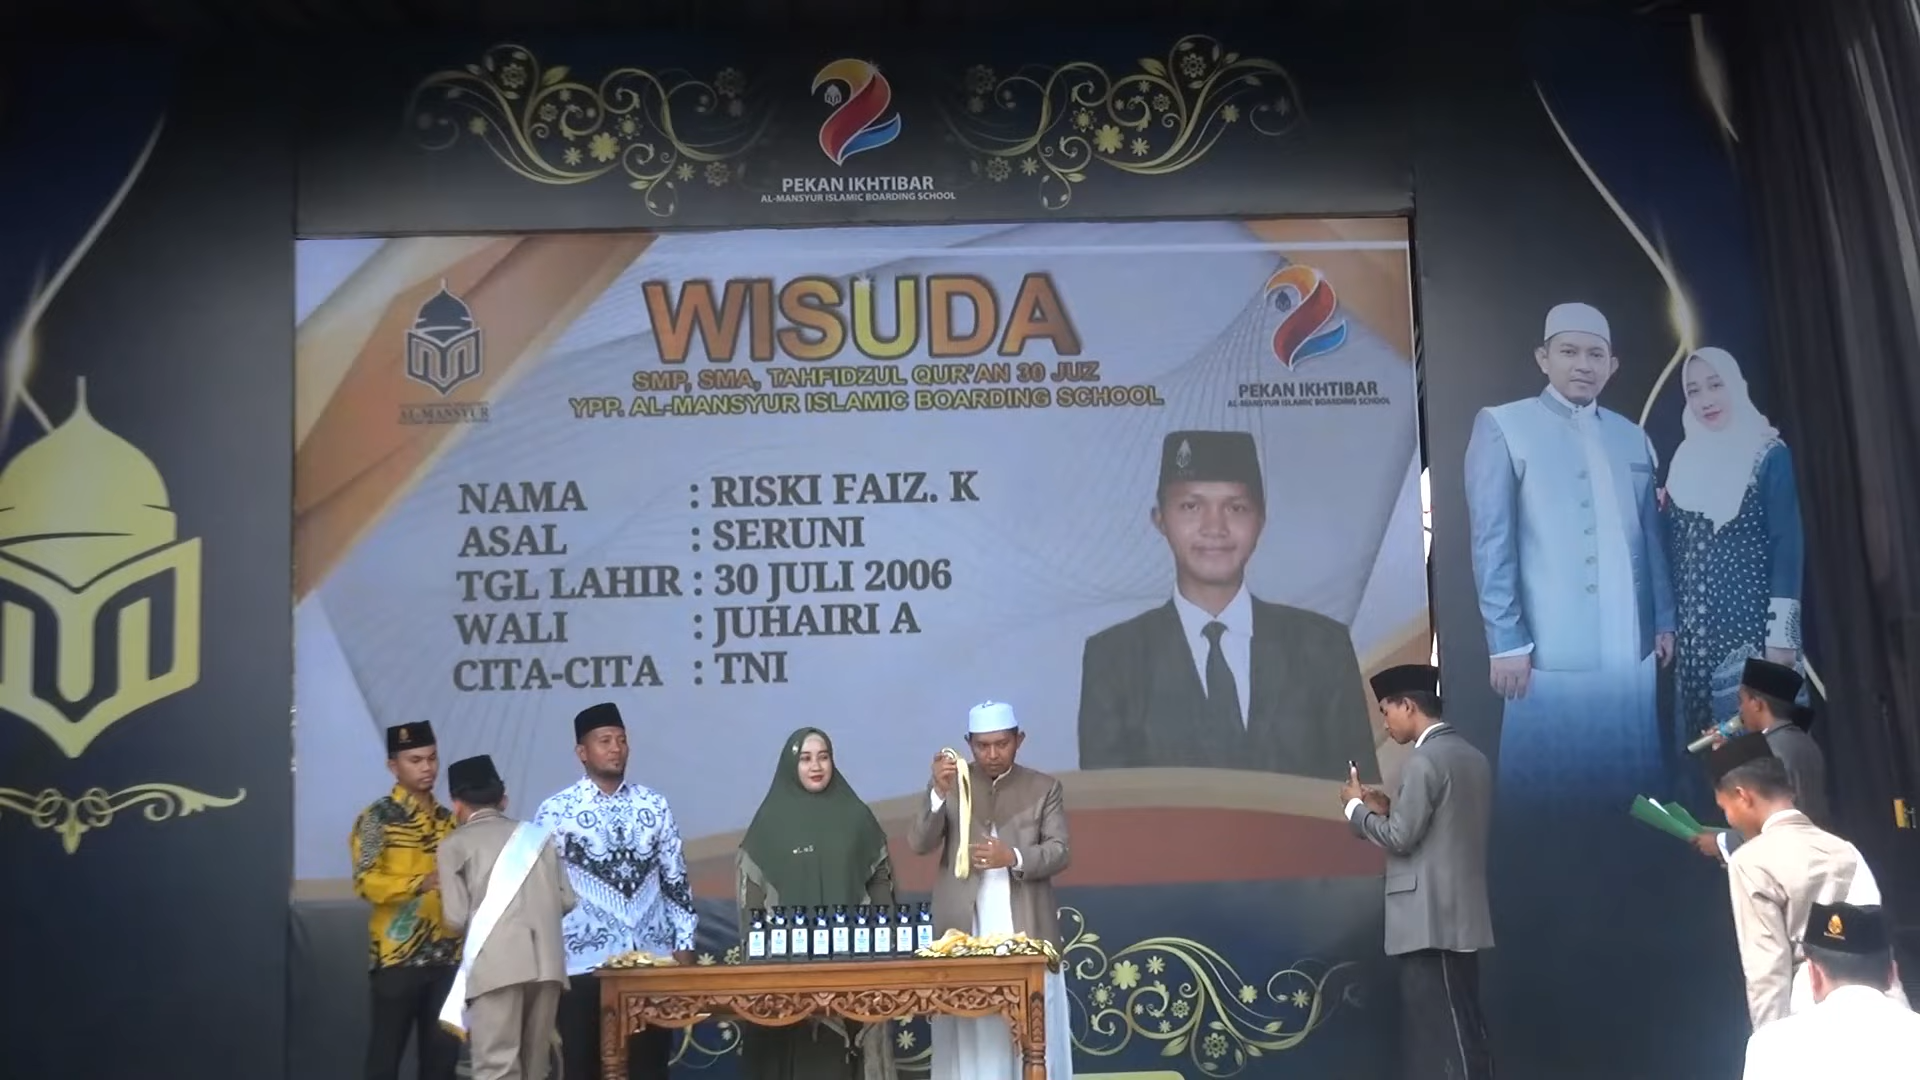 PEKAN IKHTIBAR
AL-MANSYUR ISLAMIC BOARDING SCHOOL
WISUDA
SMP, SMA, TAHFIDZUL QUR'AN 30 JUZ
YPP. AL-MANSYUR ISLAMIC BOARDING SCHOOL
AL-MANSYUR
PEKAN IKHTIBAR
AL-MANSYUR ISLAMIC BOARDING SCHOOL
NAMA : RISKI FAIZ. K
ASAL : SERUNI
TGL LAHIR : 30 JULI 2006
WALI : JUHAIRI A
CITA-CITA : TNI